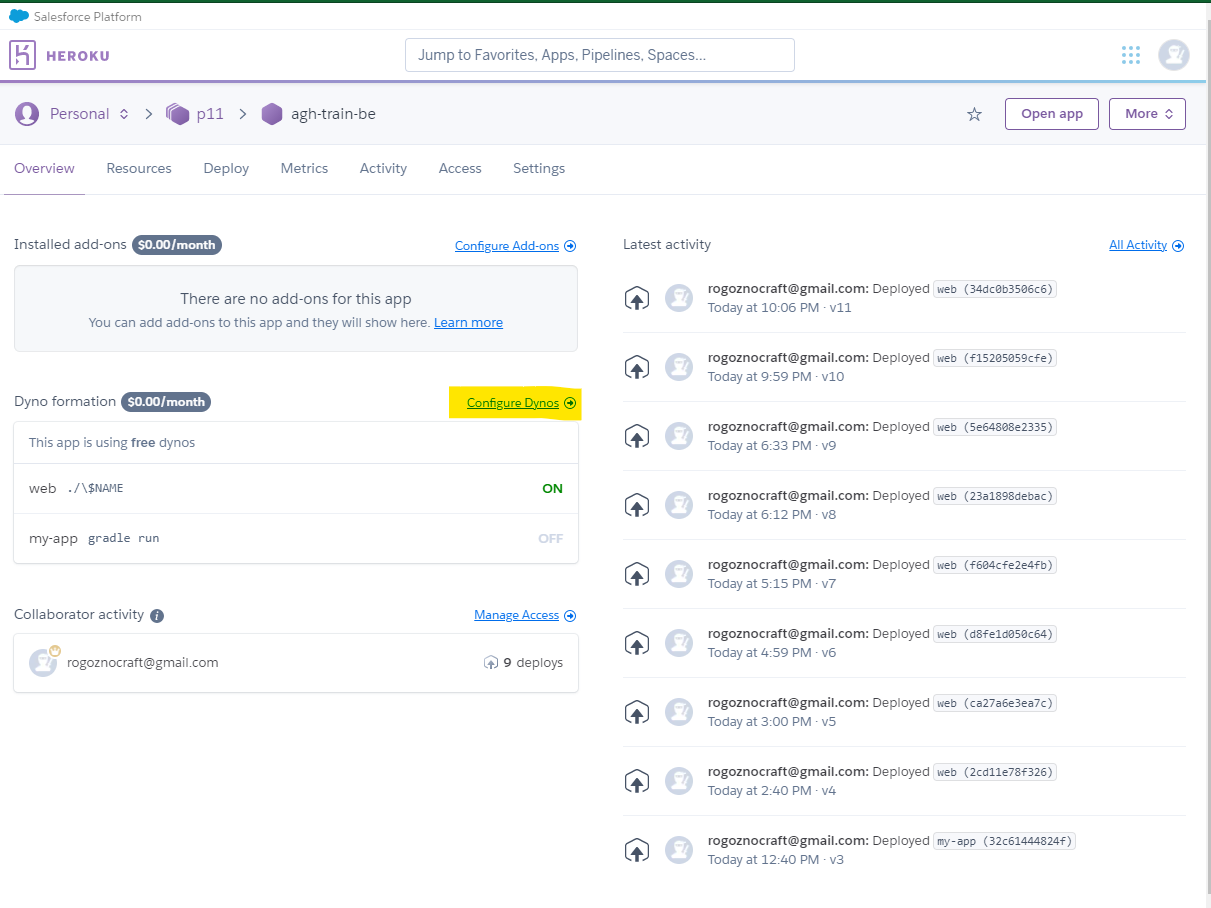 Salesforce Platform
HEROKU
Jump to Favorites, Apps, Pipelines, Spaces...
Personal
p11
agh-train-be
Open app
More
Overview
Resources
Deploy
Metrics
Activity
Access
Settings
Installed add-ons $0.00/month
Configure Add-ons
There are no add-ons for this app
You can add add-ons to this app and they will show here. Learn more
Dyno formation $0.00/month
Configure Dynos
This app is using free dynos
web ./\$NAME
ON
my-app gradle run
OFF
Collaborator activity i
Manage Access
rogoznocraft@gmail.com
9 deploys
Latest activity
All Activity
rogoznocraft@gmail.com: Deployed web (34dc0b3506c6)
Today at 10:06 PM · v11
rogoznocraft@gmail.com: Deployed web (f15205059cfe)
Today at 9:59 PM · v10
rogoznocraft@gmail.com: Deployed web (5e64808e2335)
Today at 6:33 PM · v9
rogoznocraft@gmail.com: Deployed web (23a1898debac)
Today at 6:12 PM · v8
rogoznocraft@gmail.com: Deployed web (f604cfe2e4fb)
Today at 5:15 PM · v7
rogoznocraft@gmail.com: Deployed web (d8fe1d050c64)
Today at 4:59 PM · v6
rogoznocraft@gmail.com: Deployed web (ca27a6e3ea7c)
Today at 3:00 PM · v5
rogoznocraft@gmail.com: Deployed web (2cd11e78f326)
Today at 2:40 PM · v4
rogoznocraft@gmail.com: Deployed my-app (32c61444824f)
Today at 12:40 PM · v3